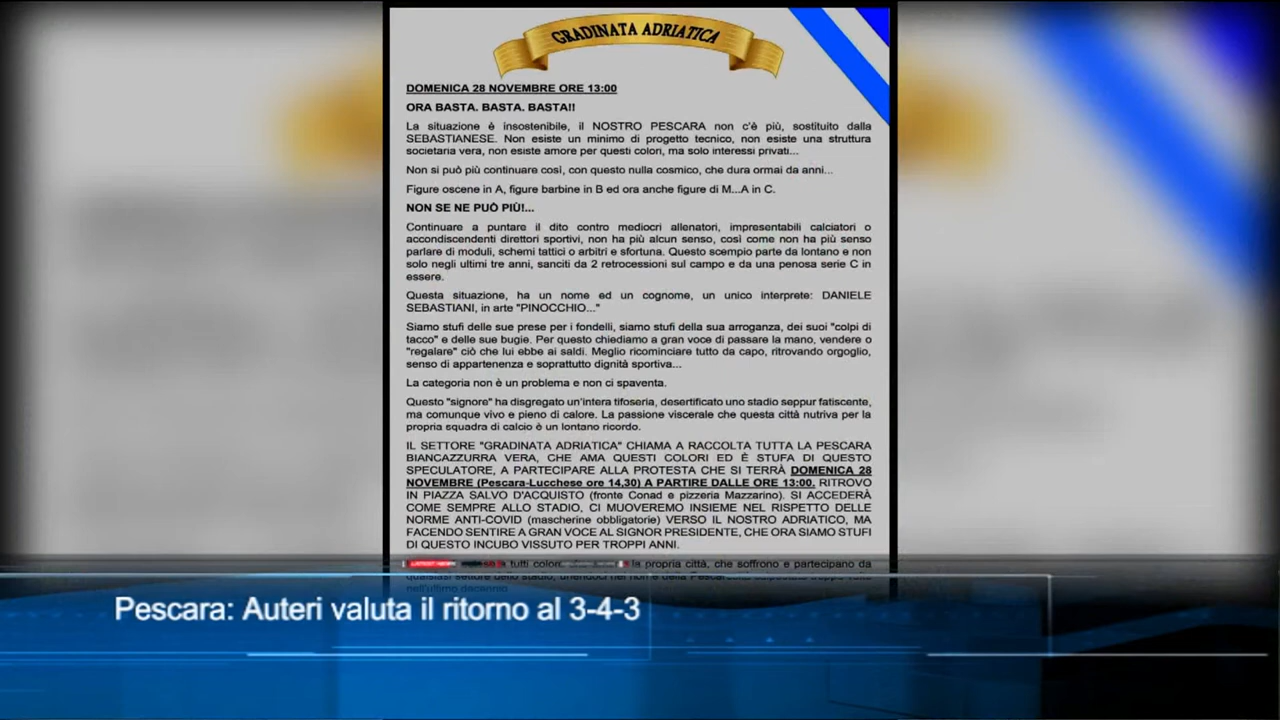 GRADINATA ADRIATICA
DOMENICA 28 NOVEMBRE ORE 13:00
ORA BASTA. BASTA. BASTA!!
La situazione è insostenibile, il NOSTRO PESCARA non c'è più, sostituito dalla
SEBASTIANESE. Non esiste un minimo di progetto tecnico, non esiste una struttura
societaria vera, non esiste amore per questi colori, ma solo interessi privati...
Non si può più continuare così, con questo nulla cosmico, che dura ormai da anni...
Figure oscene in A, figure barbine in B ed ora anche figure di M...A in C.
NON SE NE PUÒ PIÙ!...
Continuare a puntare il dito contro mediocri allenatori, impresentabili calciatori o
accondiscendenti direttori sportivi, non ha più alcun senso, così come non ha più senso
parlare di moduli, schemi tattici o arbitri e sfortuna. Questo scempio parte da lontano e non
solo negli ultimi tre anni, sanciti da 2 retrocessioni sul campo e da una penosa serie C in
essere.
Questa situazione, ha un nome ed un cognome, un unico interprete: DANIELE
SEBASTIANI, in arte "PINOCCHIO..."
Siamo stufi delle sue prese per i fondelli, siamo stufi della sua arroganza, dei suoi "colpi di
tacco" e delle sue bugie. Per questo chiediamo a gran voce di passare la mano, vendere o
"regalare" ciò che lui ebbe ai saldi. Meglio ricominciare tutto da capo, ritrovando orgoglio,
senso di appartenenza e soprattutto dignità sportiva...
La categoria non è un problema e non ci spaventa.
Questo "signore" ha disgregato un'intera tifoseria, desertificato uno stadio seppur fatiscente,
ma comunque vivo e pieno di calore. La passione viscerale che questa città nutriva per la
propria squadra di calcio è un lontano ricordo.
IL SETTORE "GRADINATA ADRIATICA" CHIAMA A RACCOLTA TUTTA LA PESCARA
BIANCAZZURRA VERA, CHE AMA QUESTI COLORI ED È STUFA DI QUESTO
SPECULATORE, A PARTECIPARE ALLA PROTESTA CHE SI TERRÀ DOMENICA 28
NOVEMBRE (Pescara-Lucchese ore 14,30) A PARTIRE DALLE ORE 13:00. RITROVO
IN PIAZZA SALVO D'ACQUISTO (fronte Conad e pizzeria Mazzarino). SI ACCEDERÀ
COME SEMPRE ALLO STADIO, CI MUOVEREMO INSIEME NEL RISPETTO DELLE
NORME ANTI-COVID (mascherine obbligatorie) VERSO IL NOSTRO ADRIATICO, MA
FACENDO SENTIRE A GRAN VOCE AL SIGNOR PRESIDENTE, CHE ORA SIAMO STUFI
DI QUESTO INCUBO VISSUTO PER TROPPI ANNI.
LATEST NEWS
tutti la propria città, che soffrono e partecipano da
Pescara: Auteri valuta il ritorno al 3-4-3